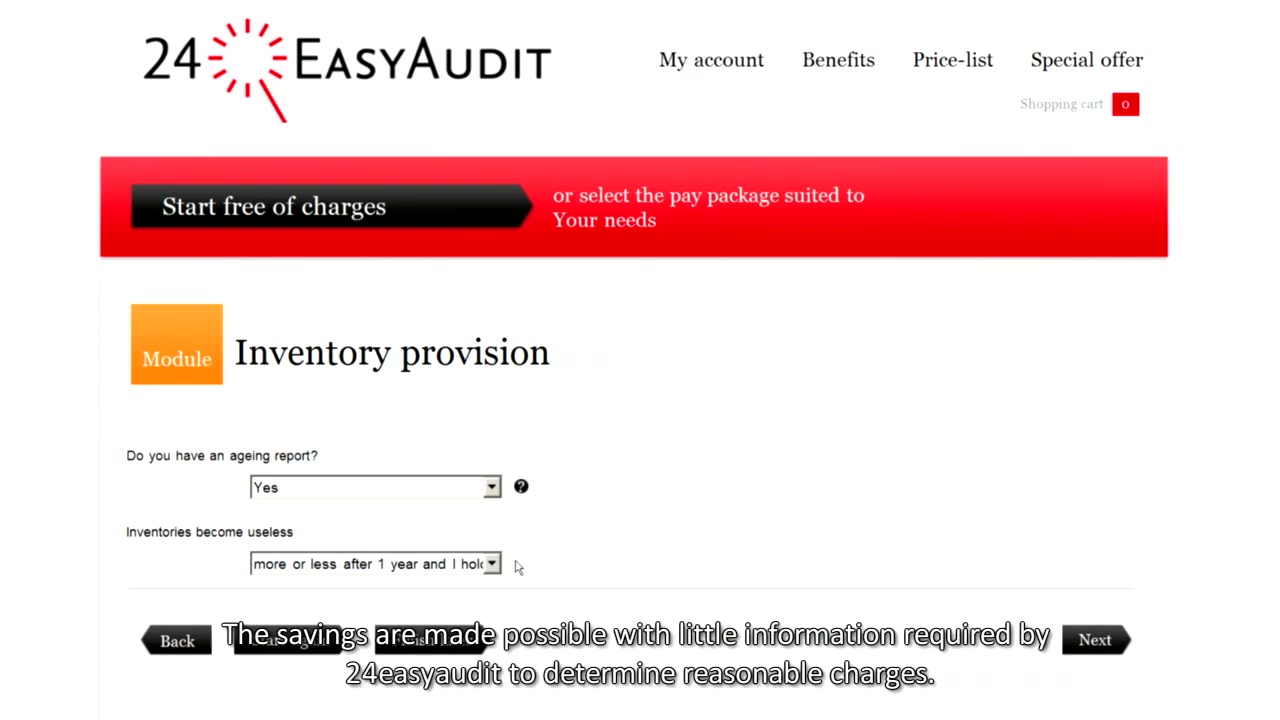 24 EASYAUDIT
My account Benefits Price-list Special offer
Shopping cart 0
Start free of charges
or select the pay package suited to
Your needs
Module Inventory provision
Do you have an ageing report?
Yes
?
Inventories become useless
more or less after 1 year and I hol
Back
Next
The savings are made possible with little information required by
24easyaudit to determine reasonable charges.